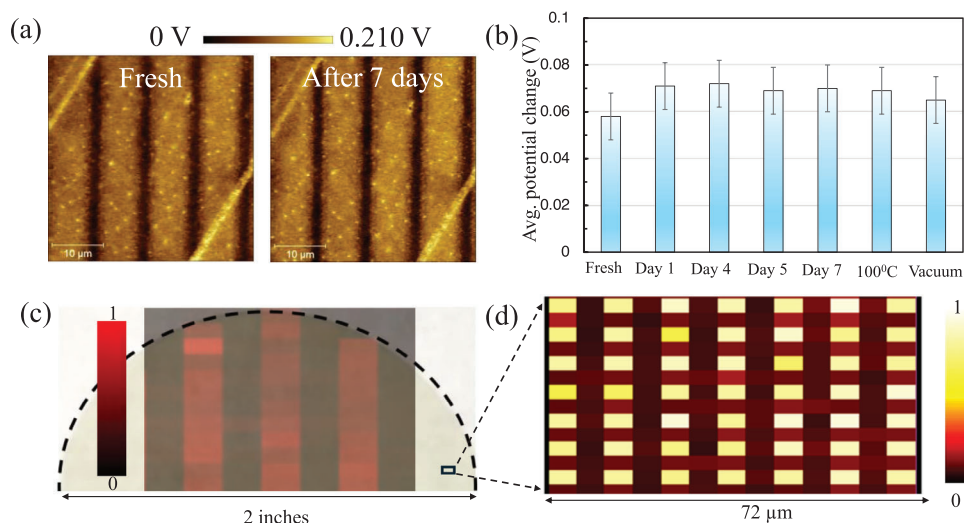 (a)
0 V
0.210 V
Fresh
After 7 days
10 µm
10 µm
(b)
Avg. potential change (V)
0.1
0.08
0.06
0.04
0.02
0
Fresh Day 1 Day 4 Day 5 Day 7 100⁰C Vacuum
(c)
1
0
2 inches
(d)
1
0
72 µm